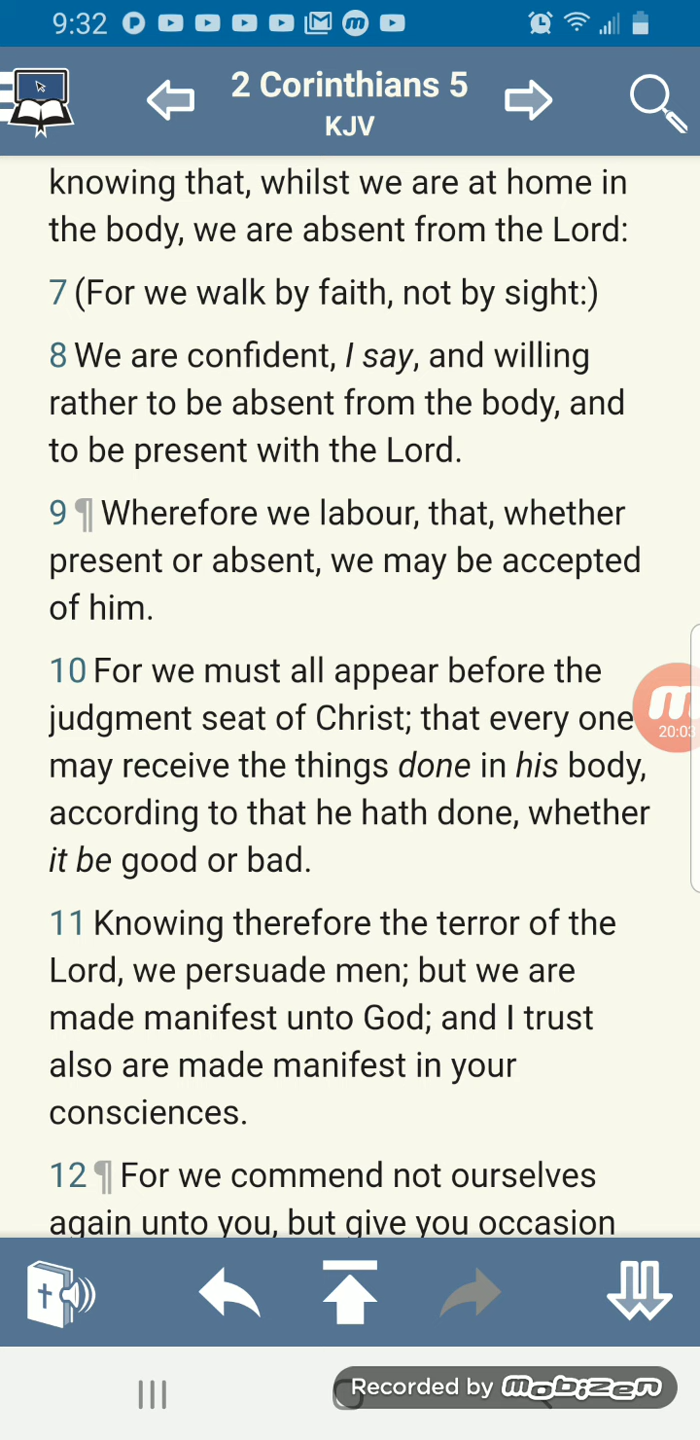 9:32
2 Corinthians 5
KJV
knowing that, whilst we are at home in
the body, we are absent from the Lord:
7 (For we walk by faith, not by sight:)
8 We are confident, I say, and willing
rather to be absent from the body, and
to be present with the Lord.
9 ¶ Wherefore we labour, that, whether
present or absent, we may be accepted
of him.
10 For we must all appear before the
judgment seat of Christ; that every one
may receive the things done in his body,
according to that he hath done, whether
it be good or bad.
20:03
11 Knowing therefore the terror of the
Lord, we persuade men; but we are
made manifest unto God; and I trust
also are made manifest in your
consciences.
12 ¶ For we commend not ourselves
again unto you, but give you occasion
Recorded by mobizen